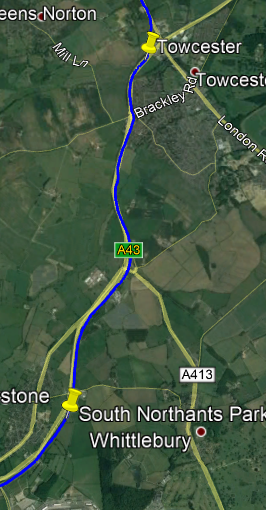 eens Norton
Mill Ln
Towcester
Towceste
Brackley Rd
London R
A43
A413
stone
South Northants Park
Whittlebury